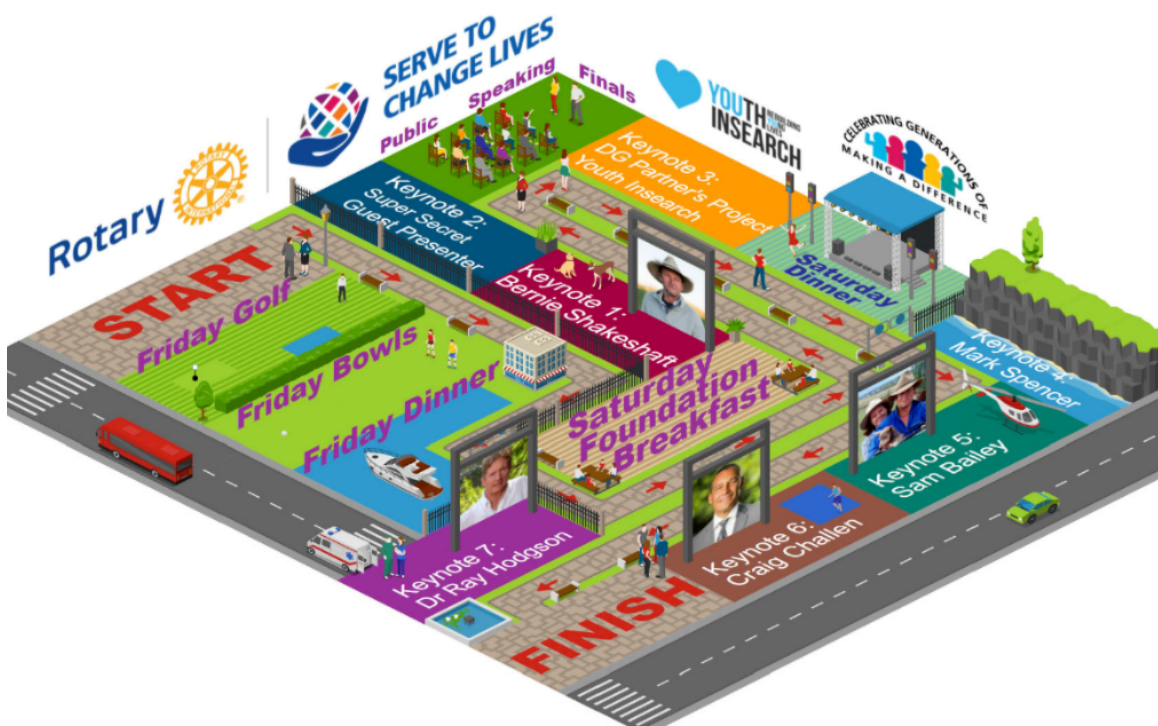 Rotary
SERVE TO
CHANGE LIVES
Public Speaking Finals
YOUTH
INSEARCH
REBUILDING
YOUNG
LIVES
CELEBRATING GENERATIONS OF
MAKING A DIFFERENCE
START
Friday Golf
Friday Bowls
Friday Dinner
Keynote 2:
Super Secret
Guest Presenter
Keynote 1:
Bernie Shakeshaft
Keynote 3:
DG Partner's Project
Youth Insearch
Saturday
Dinner
Saturday
Foundation
Breakfast
Keynote 4:
Mark Spencer
Keynote 5:
Sam Bailey
Keynote 6:
Craig Challen
Keynote 7:
Dr Ray Hodgson
FINISH